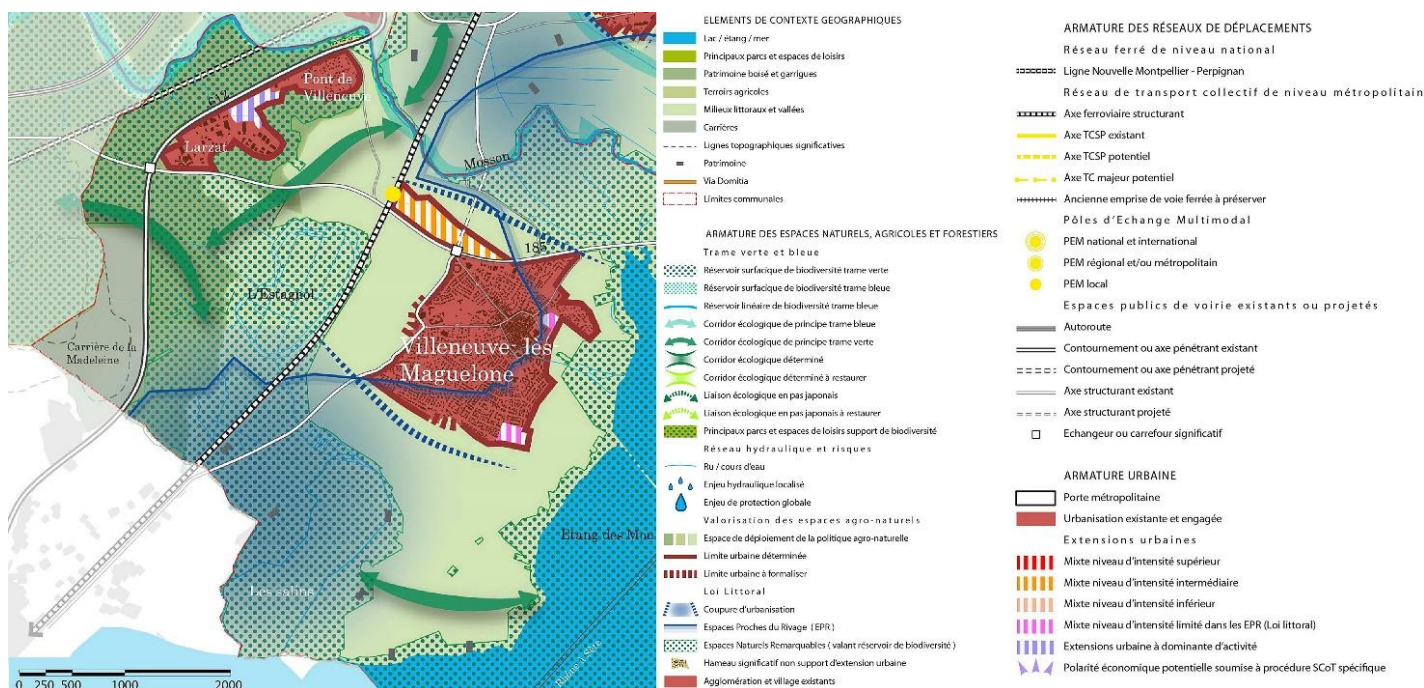 Pont de
Villeneuve
612
Larzat
Mosson
185
L'Estagnol
Carrière de la
Madeleine
Villeneuve-lès
Maguelone
Etang des Mou
Les salins
Rhône à Sète
0 250 500 1000 2000
ELEMENTS DE CONTEXTE GEOGRAPHIQUES
Lac / étang / mer
Principaux parcs et espaces de loisirs
Patrimoine boisé et garrigues
Terroirs agricoles
Milieux littoraux et vallées
Carrières
Lignes topographiques significatives
Patrimoine
Via Domitia
Limites communales
ARMATURE DES ESPACES NATURELS, AGRICOLES ET FORESTIERS
Trame verte et bleue
Réservoir surfacique de biodiversité trame verte
Réservoir surfacique de biodiversité trame bleue
Réservoir linéaire de biodiversité trame bleue
Corridor écologique de principe trame bleue
Corridor écologique de principe trame verte
Corridor écologique déterminé
Corridor écologique déterminé à restaurer
Liaison écologique en pas japonais
Liaison écologique en pas japonais à restaurer
Principaux parcs et espaces de loisirs support de biodiversité
Réseau hydraulique et risques
Ru / cours d'eau
Enjeu hydraulique localisé
Enjeu de protection globale
Valorisation des espaces agro-naturels
Espace de déploiement de la politique agro-naturelle
Limite urbaine déterminée
Limite urbaine à formaliser
Loi Littoral
Coupure d'urbanisation
Espaces Proches du Rivage (EPR)
Espaces Naturels Remarquables (valant réservoir de biodiversité)
Hameau significatif non support d'extension urbaine
Agglomération et village existants
ARMATURE DES RÉSEAUX DE DÉPLACEMENTS
Réseau ferré de niveau national
Ligne Nouvelle Montpellier - Perpignan
Réseau de transport collectif de niveau métropolitain
Axe ferroviaire structurant
Axe TCSP existant
Axe TCSP potentiel
Axe TC majeur potentiel
Ancienne emprise de voie ferrée à préserver
Pôles d'Echange Multimodal
PEM national et international
PEM régional et/ou métropolitain
PEM local
Espaces publics de voirie existants ou projetés
Autoroute
Contournement ou axe pénétrant existant
Contournement ou axe pénétrant projeté
Axe structurant existant
Axe structurant projeté
Echangeur ou carrefour significatif
ARMATURE URBAINE
Porte métropolitaine
Urbanisation existante et engagée
Extensions urbaines
Mixte niveau d'intensité supérieur
Mixte niveau d'intensité intermédiaire
Mixte niveau d'intensité inférieur
Mixte niveau d'intensité limité dans les EPR (Loi littoral)
Extensions urbaine à dominante d'activité
Polarité économique potentielle soumise à procédure SCoT spécifique